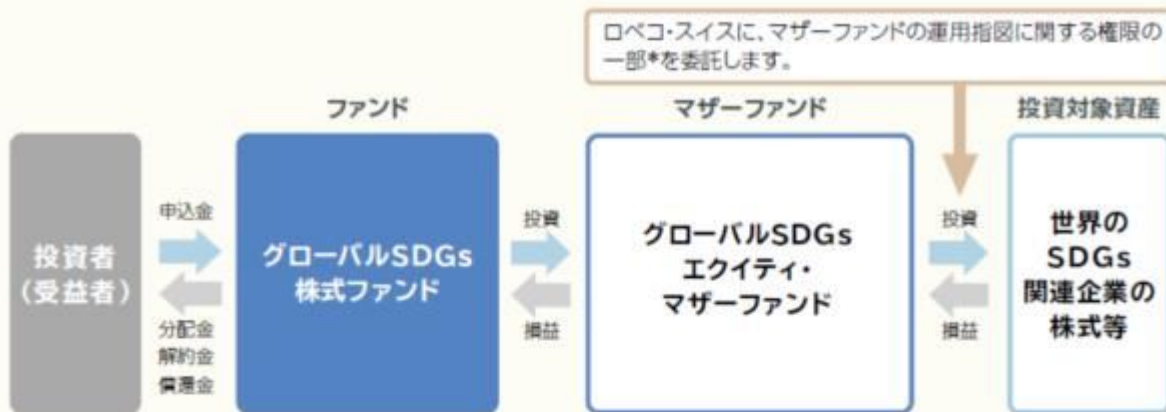 ロベコ・スイスに、マザーファンドの運用指図に関する権限の
一部*を委託します。
ファンド
マザーファンド
投資対象資産
投資者
(受益者)
申込金
分配金
解約金
償還金
グローバルSDGs
株式ファンド
投資
損益
グローバルSDGs
エクイティ・
マザーファンド
投資
損益
世界の
SDGs
関連企業の
株式等